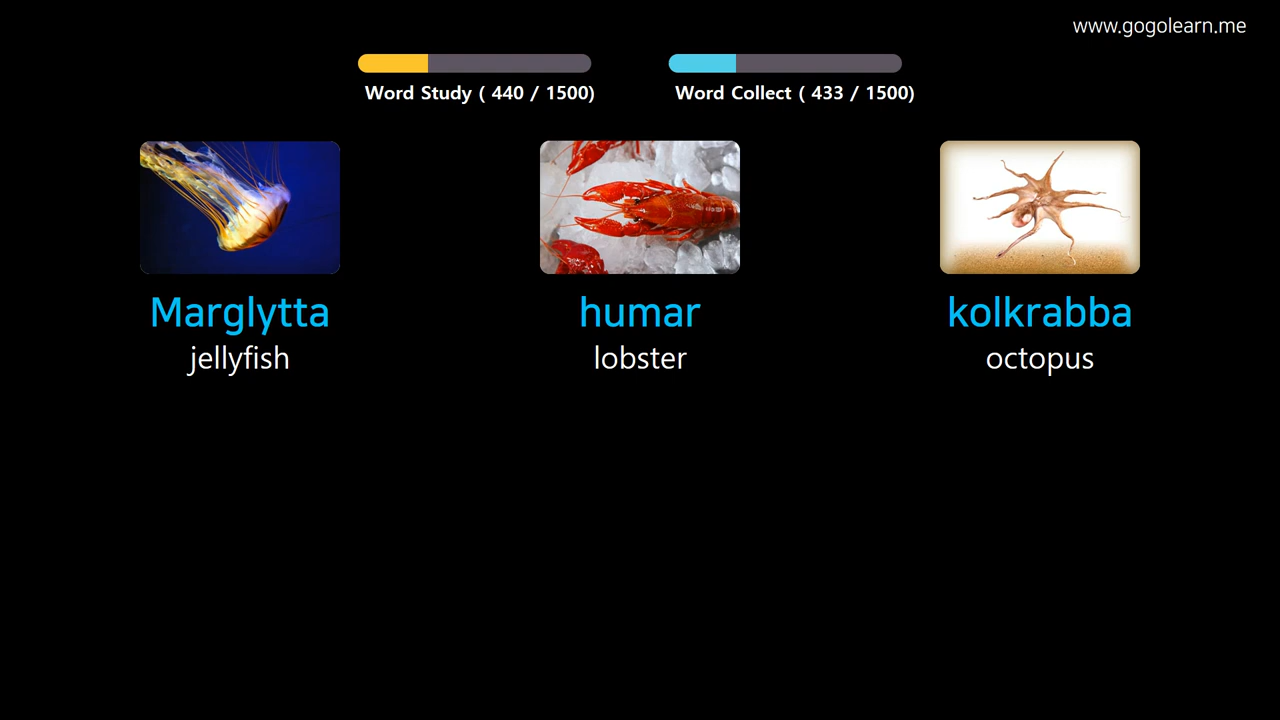 www.gogolearn.me
Word Study ( 440 / 1500)
Word Collect ( 433 / 1500)
Marglytta
humar
kolkrabba
jellyfish
lobster
octopus